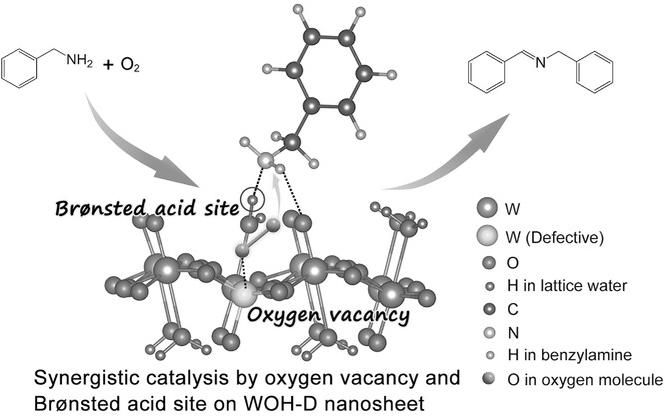 NH₂ + O₂
N
Brønsted acid site
Oxygen vacancy
W
W (Defective)
O
H in lattice water
C
N
H in benzylamine
O in oxygen molecule
Synergistic catalysis by oxygen vacancy and
Brønsted acid site on WOH-D nanosheet